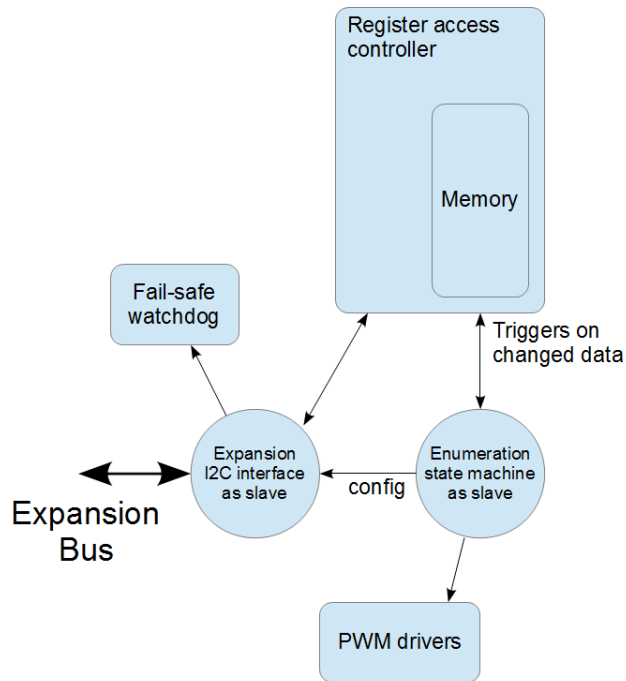 Register access
controller
Memory
Fail-safe
watchdog
Triggers on
changed data
Expansion
I2C interface
as slave
Enumeration
state machine
as slave
config
Expansion
Bus
PWM drivers